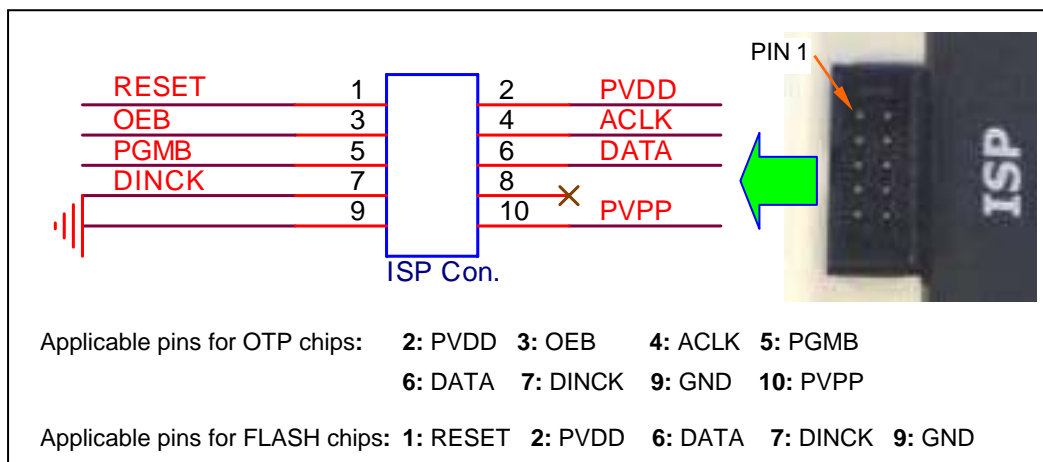 PIN 1
RESET 1 2 PVDD
OEB 3 4 ACLK
PGMB 5 6 DATA
DINCK 7 8
9 10 PVPP
ISP Con.
ISP
Applicable pins for OTP chips: 2: PVDD 3: OEB 4: ACLK 5: PGMB
6: DATA 7: DINCK 9: GND 10: PVPP
Applicable pins for FLASH chips: 1: RESET 2: PVDD 6: DATA 7: DINCK 9: GND